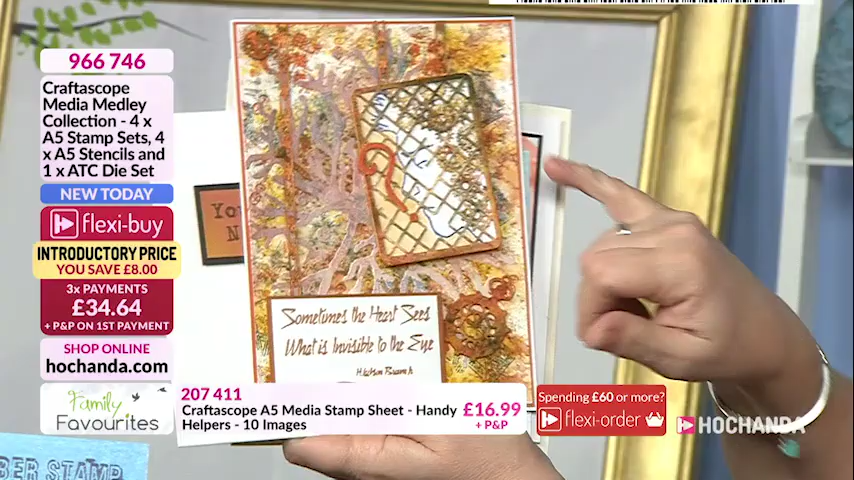 966 746
Craftascope
Media Medley
Collection - 4 x
A5 Stamp Sets, 4
x A5 Stencils and
1 x ATC Die Set
NEW TODAY
flexi-buy
INTRODUCTORY PRICE
YOU SAVE £8.00
3x PAYMENTS
£34.64
+ P&P ON 1ST PAYMENT
SHOP ONLINE
hochanda.com
Family
Favourites
207 411
Craftascope A5 Media Stamp Sheet - Handy
Helpers - 10 Images
£16.99
+ P&P
Spending £60 or more?
flexi-order
HOCHANDA
Sometimes the Heart Sees
What is Invisible to the Eye
BER STAMP